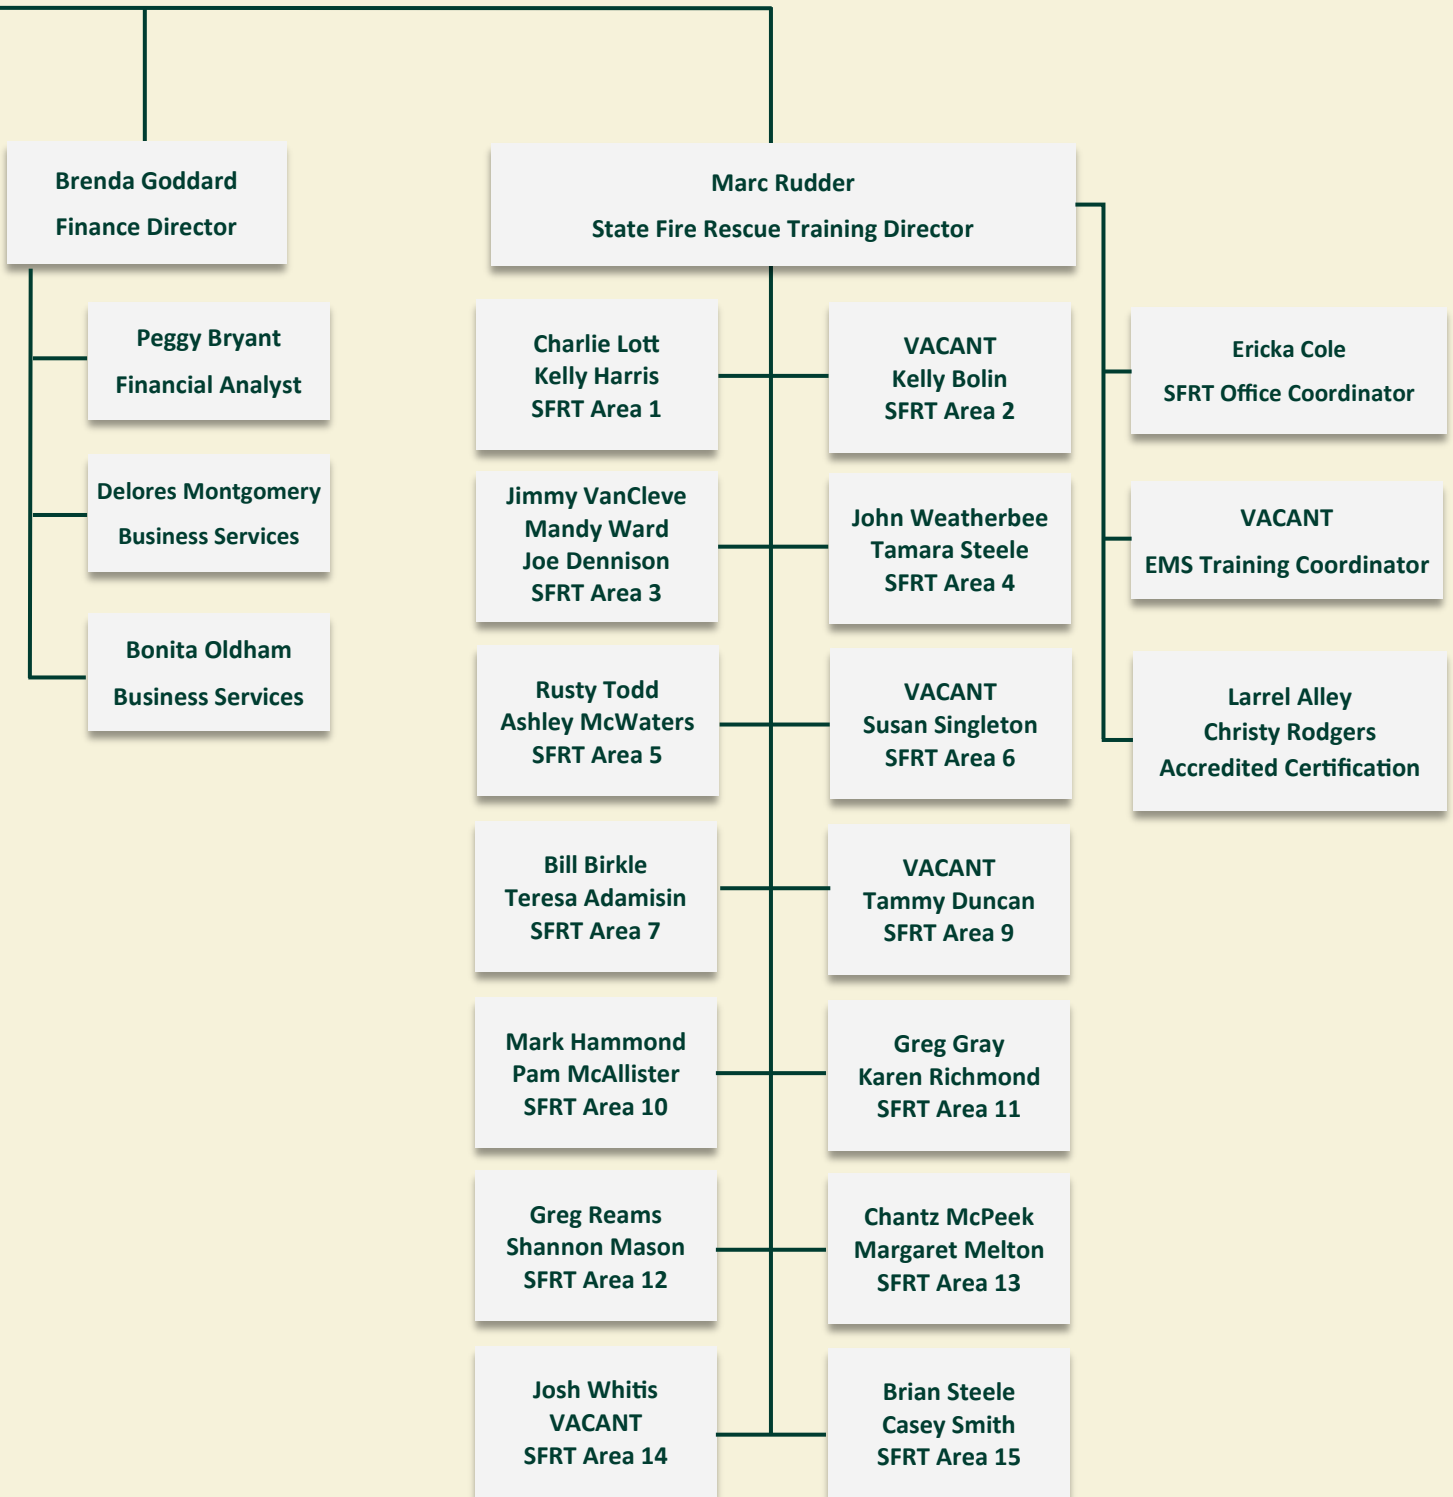 Brenda Goddard
Finance Director
Peggy Bryant
Financial Analyst
Delores Montgomery
Business Services
Bonita Oldham
Business Services
Marc Rudder
State Fire Rescue Training Director
Charlie Lott
Kelly Harris
SFRT Area 1
VACANT
Kelly Bolin
SFRT Area 2
Jimmy VanCleve
Mandy Ward
Joe Dennison
SFRT Area 3
John Weatherbee
Tamara Steele
SFRT Area 4
Rusty Todd
Ashley McWaters
SFRT Area 5
VACANT
Susan Singleton
SFRT Area 6
Bill Birkle
Teresa Adamisin
SFRT Area 7
VACANT
Tammy Duncan
SFRT Area 9
Mark Hammond
Pam McAllister
SFRT Area 10
Greg Gray
Karen Richmond
SFRT Area 11
Greg Reams
Shannon Mason
SFRT Area 12
Chantz McPeek
Margaret Melton
SFRT Area 13
Josh Whitis
VACANT
SFRT Area 14
Brian Steele
Casey Smith
SFRT Area 15
Ericka Cole
SFRT Office Coordinator
VACANT
EMS Training Coordinator
Larrel Alley
Christy Rodgers
Accredited Certification